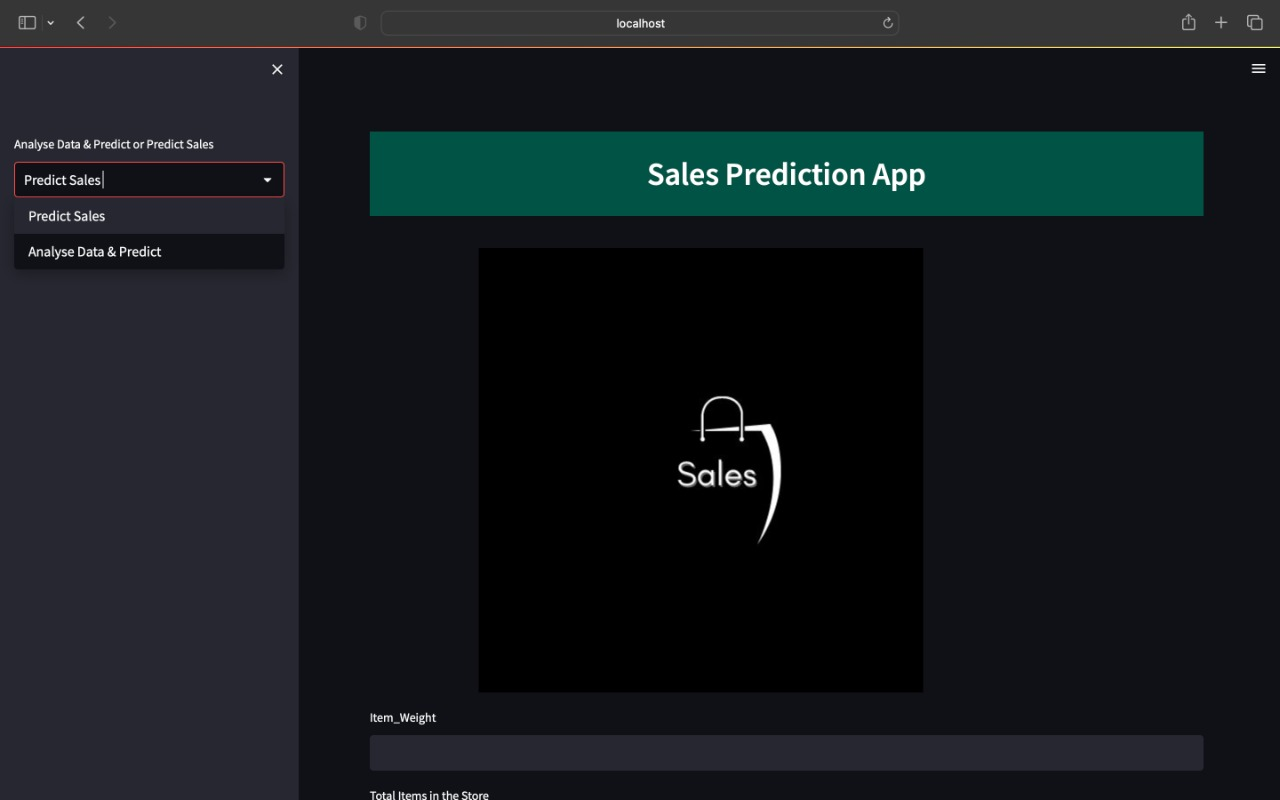 localhost
Analyse Data & Predict or Predict Sales
Predict Sales
Predict Sales
Analyse Data & Predict
Sales Prediction App
Sales
Item_Weight
Total Items in the Store